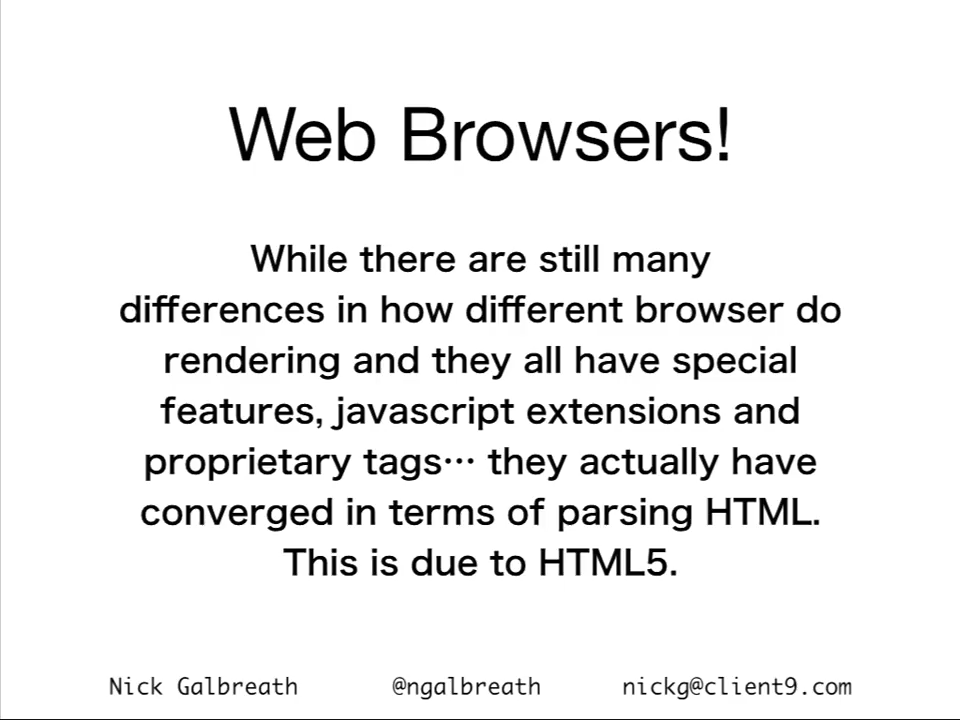 Web Browsers!
While there are still many
differences in how different browser do
rendering and they all have special
features, javascript extensions and
proprietary tags… they actually have
converged in terms of parsing HTML.
This is due to HTML5.
Nick Galbreath @ngalbreath nickg@client9.com